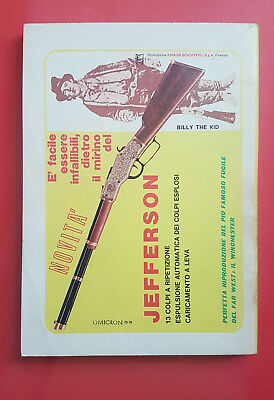 Produzione EDISON GIOCATTOLI S.p.A. Firenze
BILLY THE KID
E' facile
essere
infallibili,
dietro
il mirino
del
NOVITA'
JEFFERSON
13 COLPI A RIPETIZIONE
ESPULSIONE AUTOMATICA DEI COLPI ESPLOSI
CARICAMENTO A LEVA
PERFETTA RIPRODUZIONE DEL PIÙ FAMOSO FUCILE
DEL FAR WEST: IL WINCHESTER